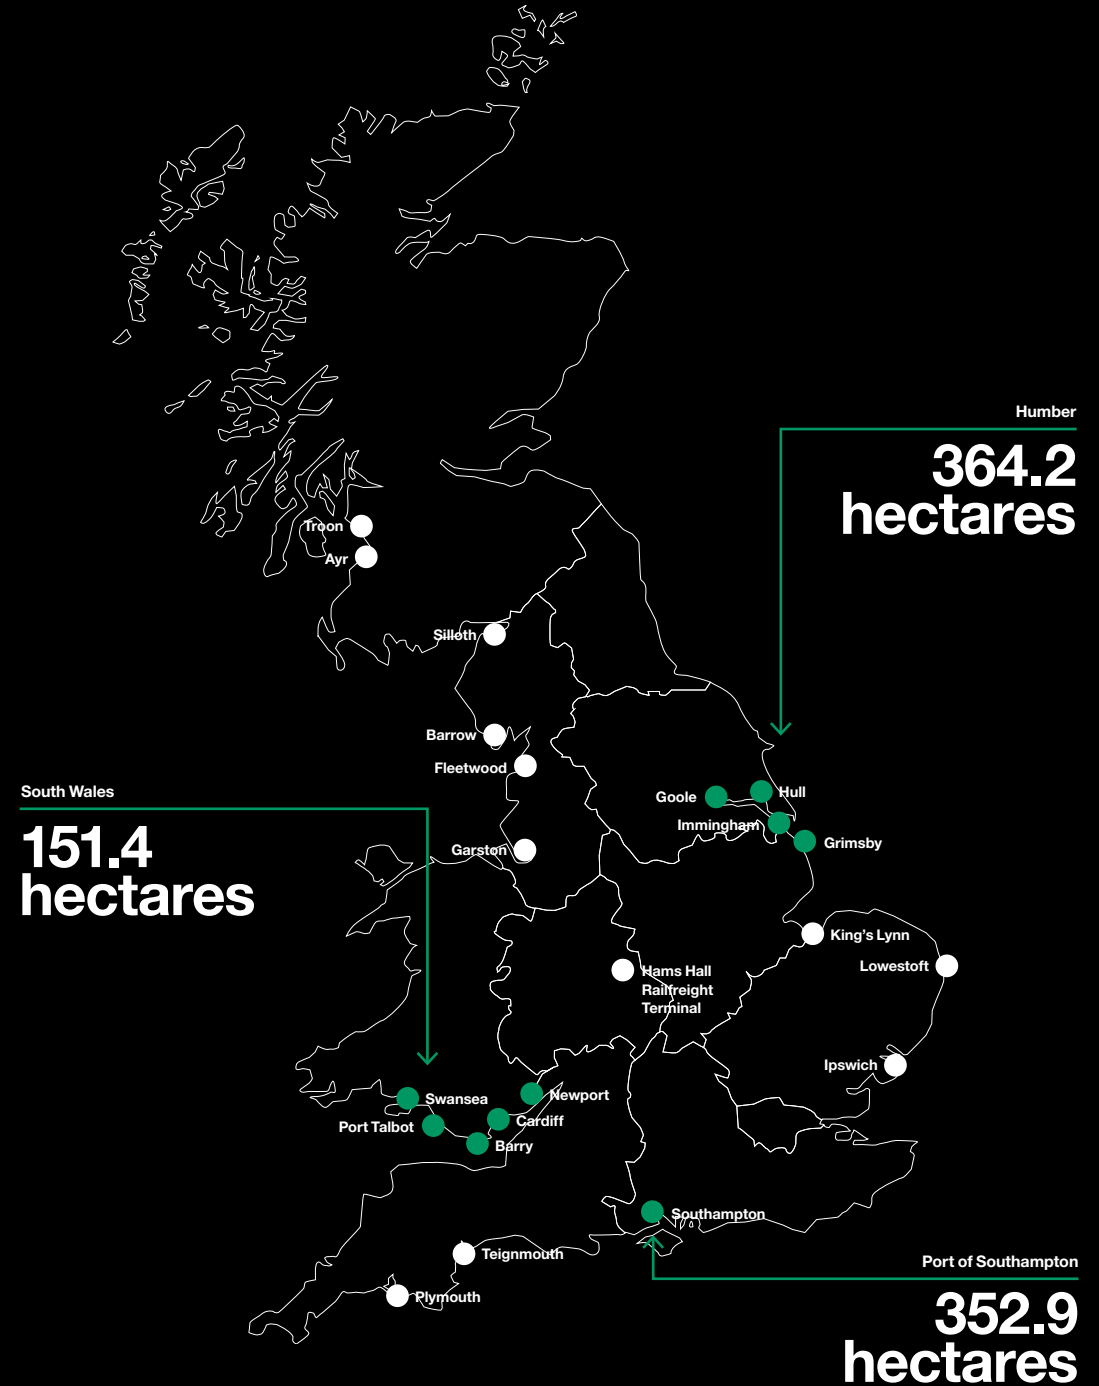 Humber
364.2
hectares
Troon
Ayr
Silloth
Barrow
Fleetwood
South Wales
151.4
hectares
Goole
Hull
Immingham
Grimsby
Garston
King's Lynn
Lowestoft
Hams Hall
Railfreight
Terminal
Ipswich
Swansea
Newport
Port Talbot
Cardiff
Barry
Southampton
Teignmouth
Port of Southampton
352.9
hectares
Plymouth